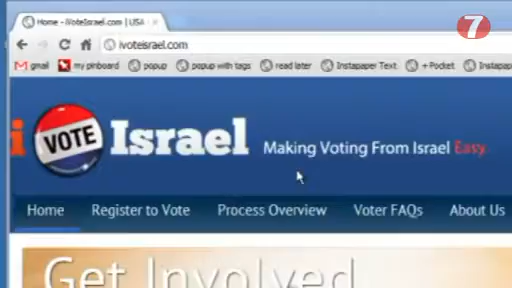 Home - iVoteIsrael.com | USA
7
ivoteisrael.com
gmail my pinboard popup popup with tags read later Instapaper Text + Pocket Instapap
i VOTE Israel Making Voting From Israel Easy
Home Register to Vote Process Overview Voter FAQs About Us
Get Involved